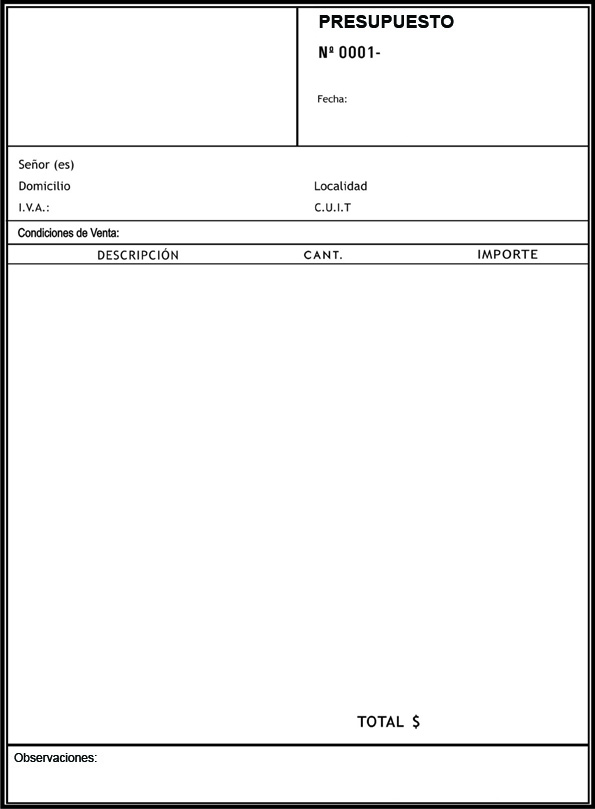 PRESUPUESTO
Nº 0001-
Fecha:
Señor (es)
Domicilio Localidad
I.V.A.: C.U.I.T
Condiciones de Venta:
DESCRIPCIÓN CANT. IMPORTE
TOTAL $
Observaciones: